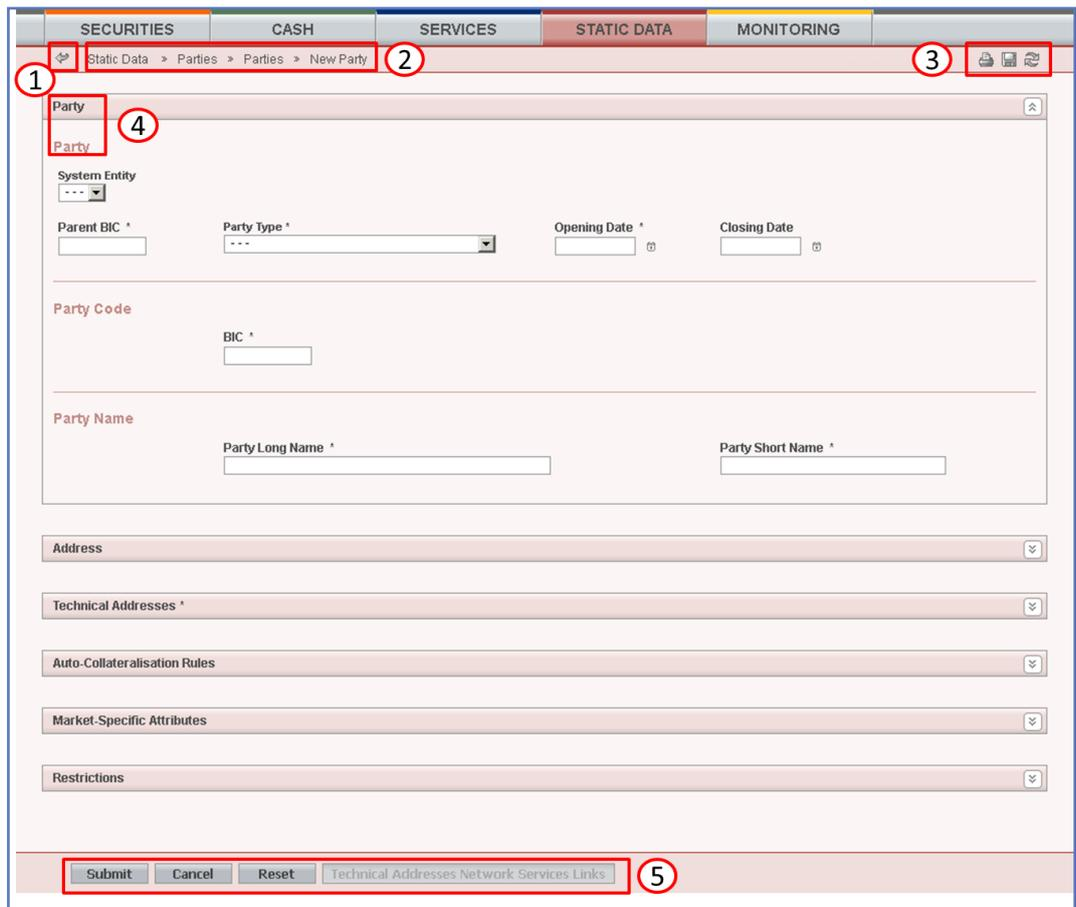 SECURITIES CASH SERVICES STATIC DATA MONITORING
Static Data » Parties » Parties » New Party
1
2
3
Party
4
Party
System Entity
---
Parent BIC * Party Type * Opening Date * Closing Date
---
Party Code
BIC *
Party Name
Party Long Name * Party Short Name *
Address
Technical Addresses *
Auto-Collateralisation Rules
Market-Specific Attributes
Restrictions
Submit Cancel Reset Technical Addresses Network Services Links
5